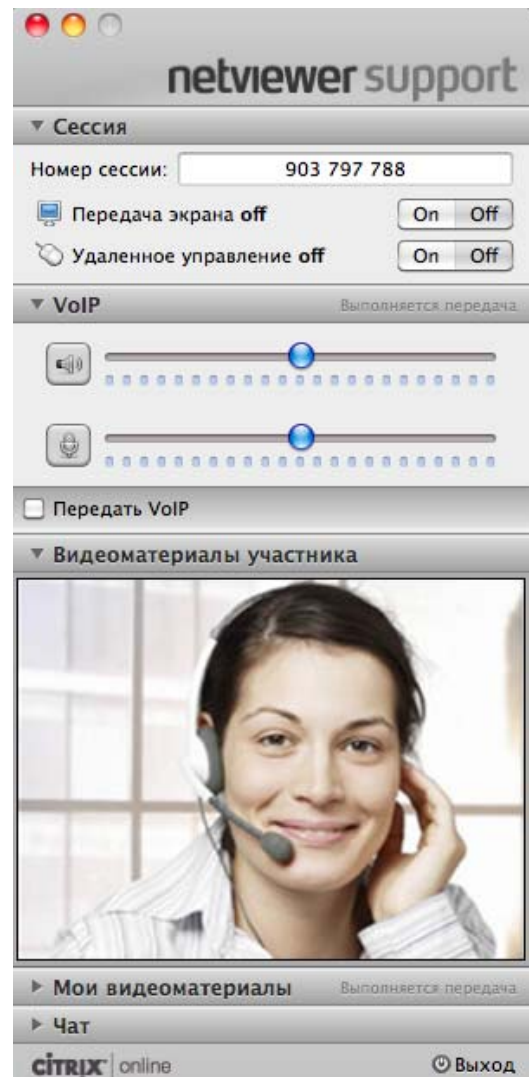 netviewer support
Сессия
Номер сессии: 903 797 788
Передача экрана off On Off
Удаленное управление off On Off
VoIP Выполняется передача
Передать VoIP
Видеоматериалы участника
Мои видеоматериалы Выполняется передача
Чат
CITRIX online Выход